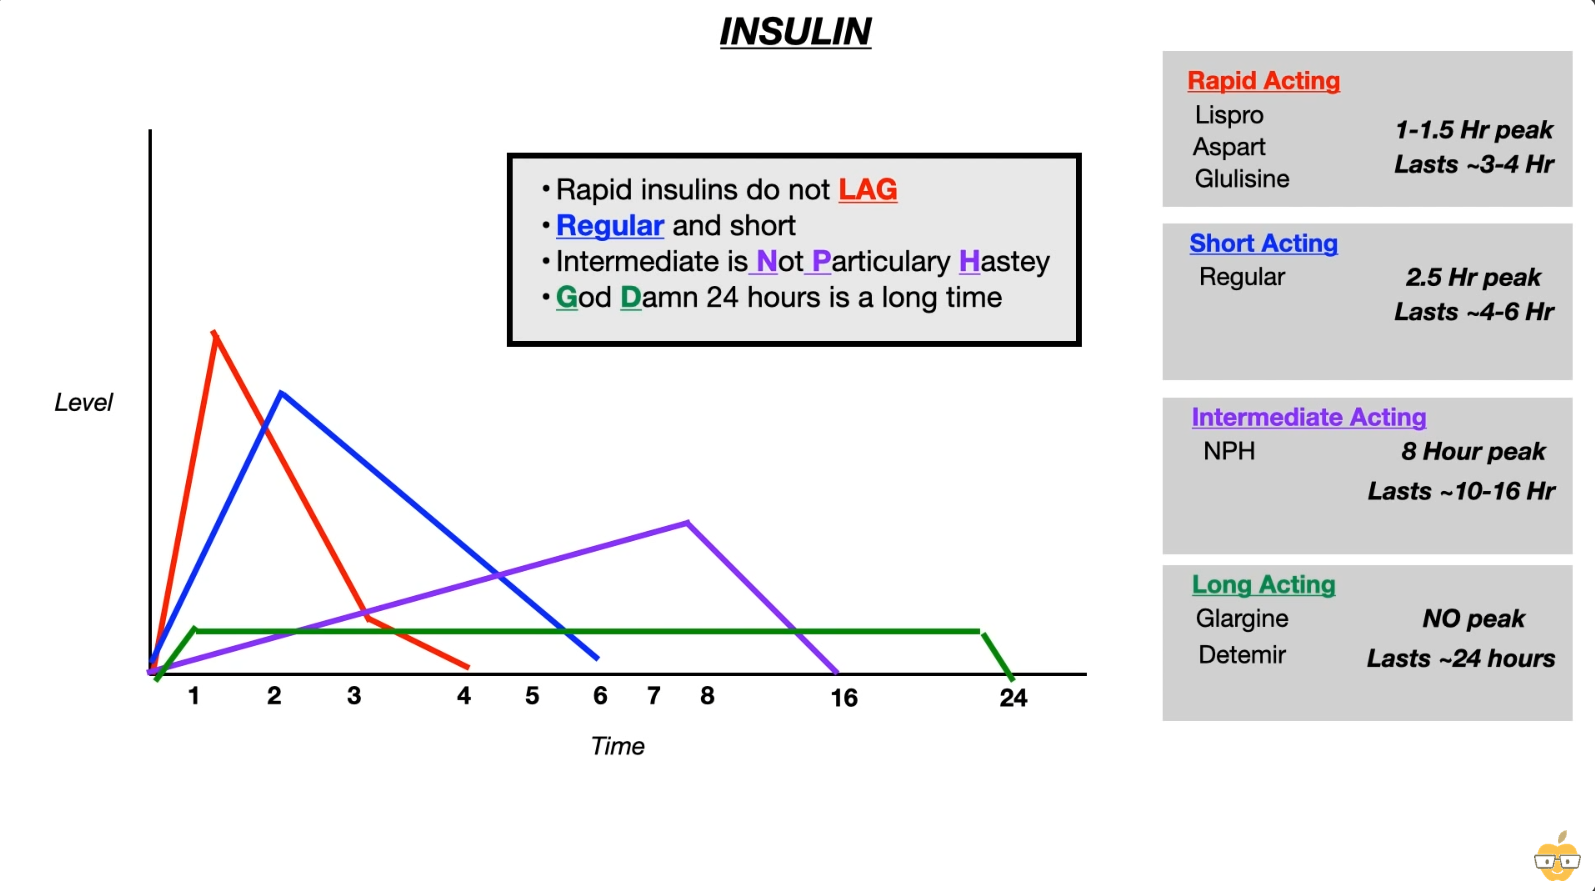 INSULIN
Level
• Rapid insulins do not LAG
• Regular and short
• Intermediate is Not Particulary Hastey
• God Damn 24 hours is a long time
1 2 3 4 5 6 7 8 16 24
Time
Rapid Acting
Lispro
Aspart
Glulisine
1-1.5 Hr peak
Lasts ~3-4 Hr
Short Acting
Regular
2.5 Hr peak
Lasts ~4-6 Hr
Intermediate Acting
NPH
8 Hour peak
Lasts ~10-16 Hr
Long Acting
Glargine
Detemir
NO peak
Lasts ~24 hours